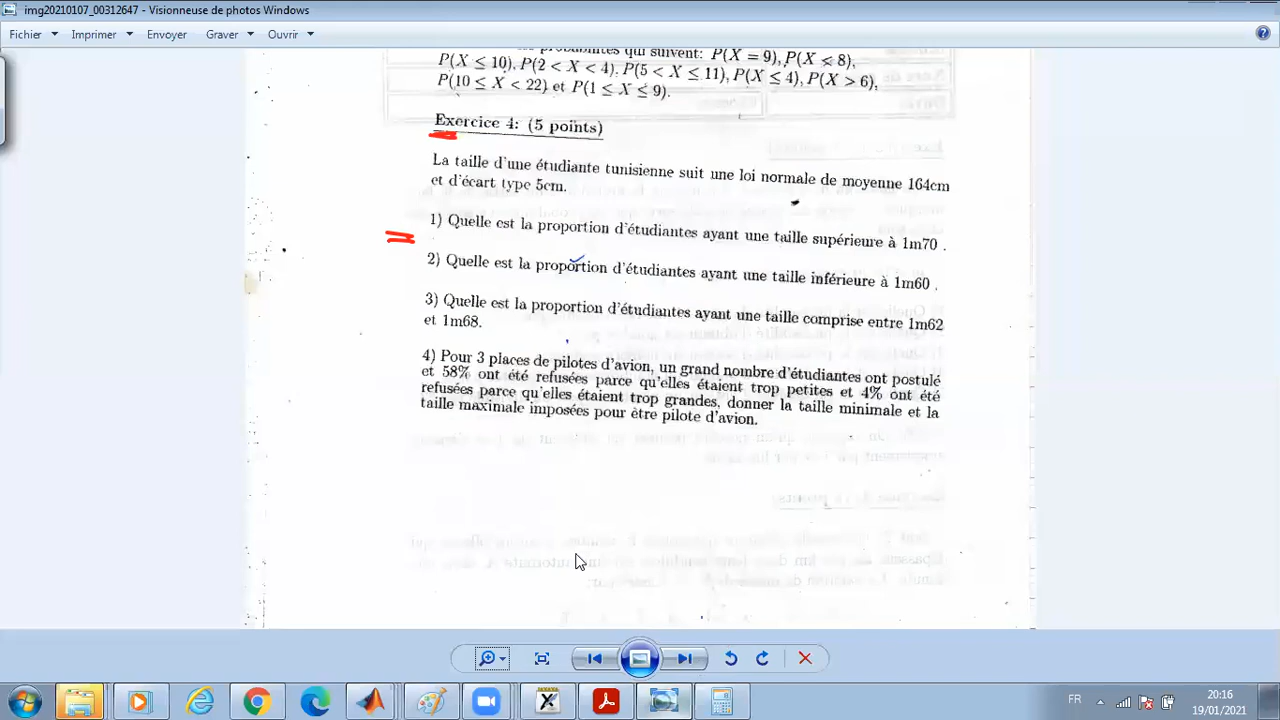 img20210107_00312647 - Visionneuse de photos Windows
Fichier Imprimer Envoyer Graver Ouvrir
qui suivent: P(X = 9), P(X < 8),
P(X ≤ 10), P(2 < X < 4), P(5 < X ≤ 11), P(X ≤ 4), P(X > 6),
P(10 ≤ X < 22) et P(1 ≤ X ≤ 9).
Exercice 4: (5 points)
La taille d'une étudiante tunisienne suit une loi normale de moyenne 164cm
et d'écart type 5cm.
1) Quelle est la proportion d'étudiantes ayant une taille supérieure à 1m70 .
2) Quelle est la proportion d'étudiantes ayant une taille inférieure à 1m60 .
3) Quelle est la proportion d'étudiantes ayant une taille comprise entre 1m62
et 1m68.
4) Pour 3 places de pilotes d'avion, un grand nombre d'étudiantes ont postulé
et 58% ont été refusées parce qu'elles étaient trop petites et 4% ont été
refusées parce qu'elles étaient trop grandes, donner la taille minimale et la
taille maximale imposées pour être pilote d'avion.
FR
20:16
19/01/2021